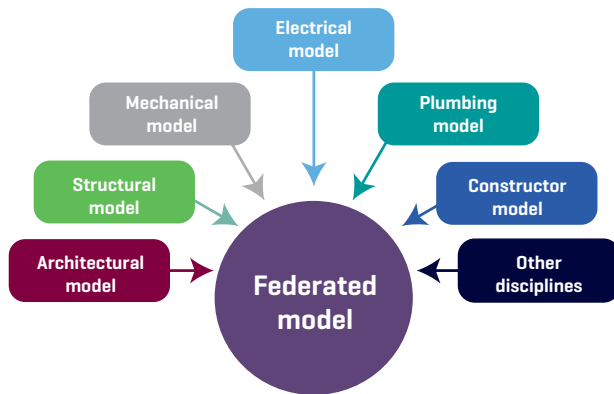 Electrical
model
Mechanical
model
Plumbing
model
Structural
model
Constructor
model
Architectural
model
Other
disciplines
Federated
model